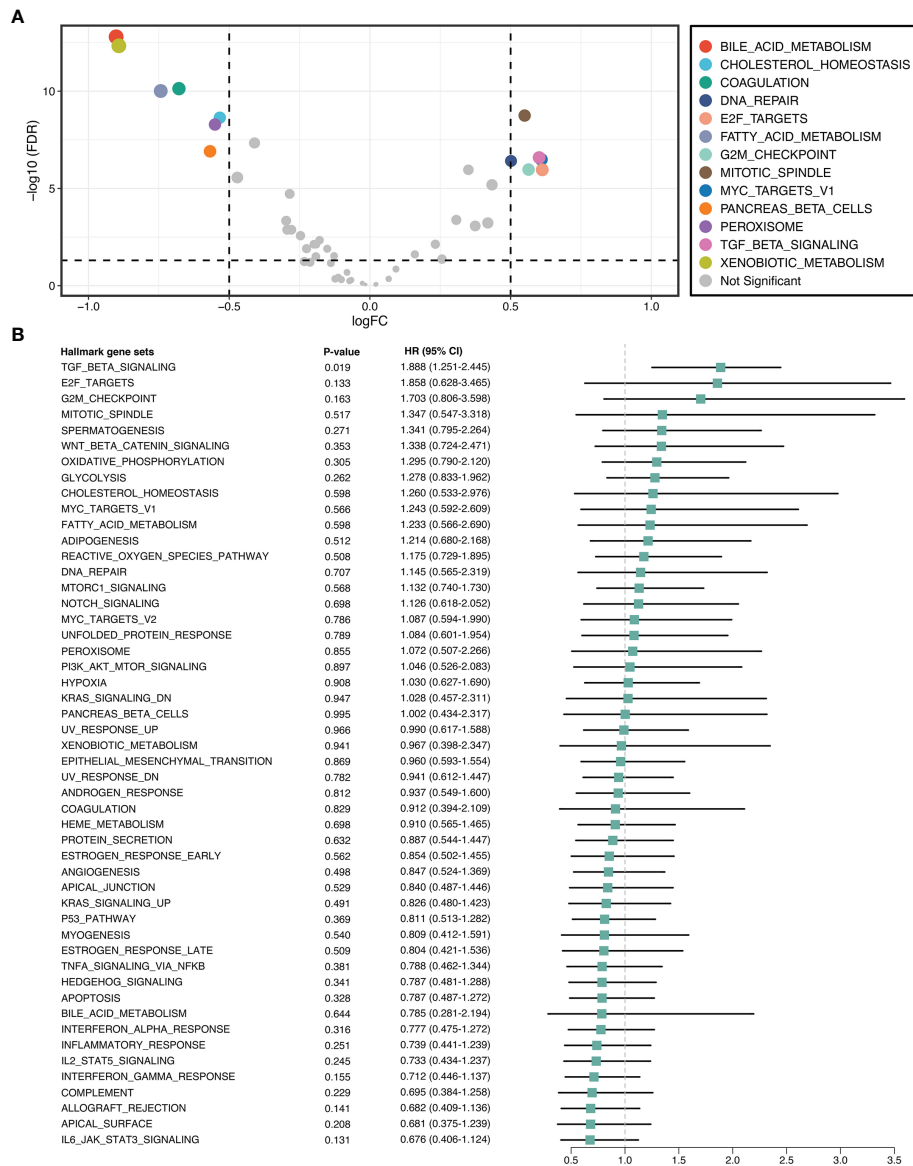 A
−log10 (FDR)
10
5
0
−1.0
−0.5
0.0
0.5
1.0
logFC
BILE_ACID_METABOLISM
CHOLESTEROL_HOMEOSTASIS
COAGULATION
DNA_REPAIR
E2F_TARGETS
FATTY_ACID_METABOLISM
G2M_CHECKPOINT
MITOTIC_SPINDLE
MYC_TARGETS_V1
PANCREAS_BETA_CELLS
PEROXISOME
TGF_BETA_SIGNALING
XENOBIOTIC_METABOLISM
Not Significant
B
Hallmark gene sets P-value HR (95% CI)
TGF_BETA_SIGNALING 0.019 1.888 (1.251-2.445)
E2F_TARGETS 0.133 1.858 (0.628-3.465)
G2M_CHECKPOINT 0.163 1.703 (0.806-3.598)
MITOTIC_SPINDLE 0.517 1.347 (0.547-3.318)
SPERMATOGENESIS 0.271 1.341 (0.795-2.264)
WNT_BETA_CATENIN_SIGNALING 0.353 1.338 (0.724-2.471)
OXIDATIVE_PHOSPHORYLATION 0.305 1.295 (0.790-2.120)
GLYCOLYSIS 0.262 1.278 (0.833-1.962)
CHOLESTEROL_HOMEOSTASIS 0.598 1.260 (0.533-2.976)
MYC_TARGETS_V1 0.566 1.243 (0.592-2.609)
FATTY_ACID_METABOLISM 0.598 1.233 (0.566-2.690)
ADIPOGENESIS 0.512 1.214 (0.680-2.168)
REACTIVE_OXYGEN_SPECIES_PATHWAY 0.508 1.175 (0.729-1.895)
DNA_REPAIR 0.707 1.145 (0.565-2.319)
MTORC1_SIGNALING 0.568 1.132 (0.740-1.730)
NOTCH_SIGNALING 0.698 1.126 (0.618-2.052)
MYC_TARGETS_V2 0.786 1.087 (0.594-1.990)
UNFOLDED_PROTEIN_RESPONSE 0.789 1.084 (0.601-1.954)
PEROXISOME 0.855 1.072 (0.507-2.266)
PI3K_AKT_MTOR_SIGNALING 0.897 1.046 (0.526-2.083)
HYPOXIA 0.908 1.030 (0.627-1.690)
KRAS_SIGNALING_DN 0.947 1.028 (0.457-2.311)
PANCREAS_BETA_CELLS 0.995 1.002 (0.434-2.317)
UV_RESPONSE_UP 0.966 0.990 (0.617-1.588)
XENOBIOTIC_METABOLISM 0.941 0.967 (0.398-2.347)
EPITHELIAL_MESENCHYMAL_TRANSITION 0.869 0.960 (0.593-1.554)
UV_RESPONSE_DN 0.782 0.941 (0.612-1.447)
ANDROGEN_RESPONSE 0.812 0.937 (0.549-1.600)
COAGULATION 0.829 0.912 (0.394-2.109)
HEME_METABOLISM 0.698 0.910 (0.565-1.465)
PROTEIN_SECRETION 0.632 0.887 (0.544-1.447)
ESTROGEN_RESPONSE_EARLY 0.562 0.854 (0.502-1.455)
ANGIOGENESIS 0.498 0.847 (0.524-1.369)
APICAL_JUNCTION 0.529 0.840 (0.487-1.446)
KRAS_SIGNALING_UP 0.491 0.826 (0.480-1.423)
P53_PATHWAY 0.369 0.811 (0.513-1.282)
MYOGENESIS 0.540 0.809 (0.412-1.591)
ESTROGEN_RESPONSE_LATE 0.509 0.804 (0.421-1.536)
TNFA_SIGNALING_VIA_NFKB 0.381 0.788 (0.462-1.344)
HEDGEHOG_SIGNALING 0.341 0.787 (0.481-1.288)
APOPTOSIS 0.328 0.787 (0.487-1.272)
BILE_ACID_METABOLISM 0.644 0.785 (0.281-2.194)
INTERFERON_ALPHA_RESPONSE 0.316 0.777 (0.475-1.272)
INFLAMMATORY_RESPONSE 0.251 0.739 (0.441-1.239)
IL2_STAT5_SIGNALING 0.245 0.733 (0.434-1.237)
INTERFERON_GAMMA_RESPONSE 0.155 0.712 (0.446-1.137)
COMPLEMENT 0.229 0.695 (0.384-1.258)
ALLOGRAFT_REJECTION 0.141 0.682 (0.409-1.136)
APICAL_SURFACE 0.208 0.681 (0.375-1.239)
IL6_JAK_STAT3_SIGNALING 0.131 0.676 (0.406-1.124)
0.5 1.0 1.5 2.0 2.5 3.0 3.5